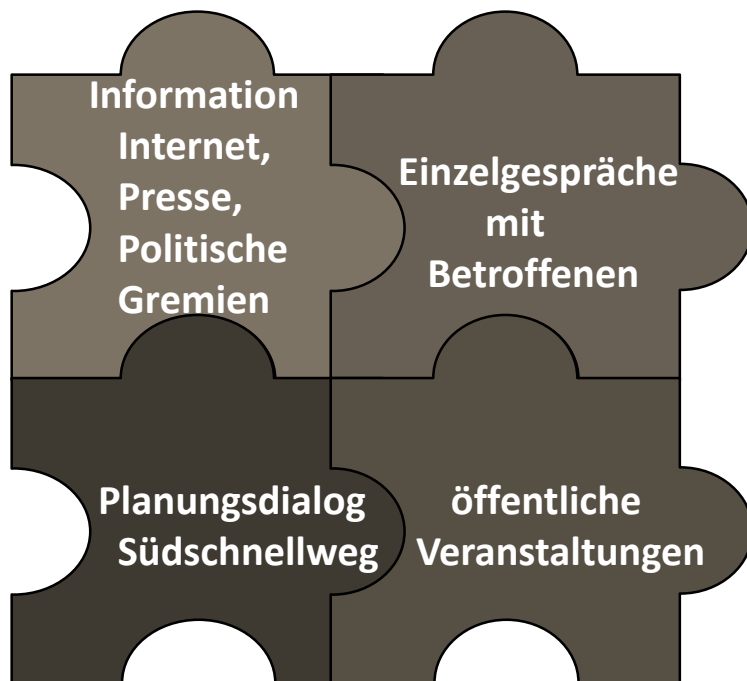 Information
Internet,
Presse,
Politische
Gremien
Einzelgespräche
mit
Betroffenen
Planungsdialog
Südschnellweg
öffentliche
Veranstaltungen